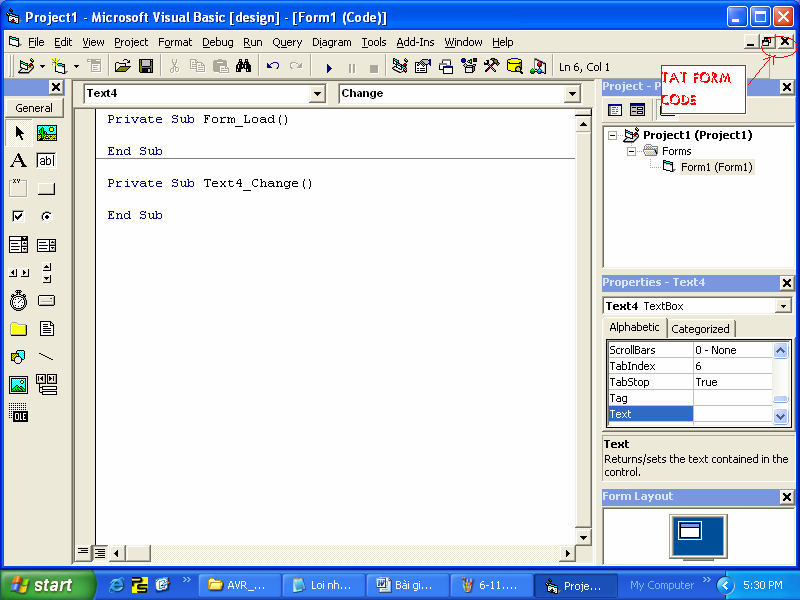 Project1 - Microsoft Visual Basic [design] - [Form1 (Code)]
File Edit View Project Format Debug Run Query Diagram Tools Add-Ins Window Help
Ln 6, Col 1
TAT FORM
CODE
General
Text4
Change
Project - P
Private Sub Form_Load()
End Sub
Private Sub Text4_Change()
End Sub
A
ab|
XY
OLE
Project1 (Project1)
Forms
Form1 (Form1)
Properties - Text4
Text4 TextBox
Alphabetic Categorized
ScrollBars 0 - None
TabIndex 6
TabStop True
Tag
Text
Text
Returns/sets the text contained in the
control.
Form Layout
start
AVR_...
Loi nh...
Bài gi...
6-11....
Proje...
My Computer
5:30 PM